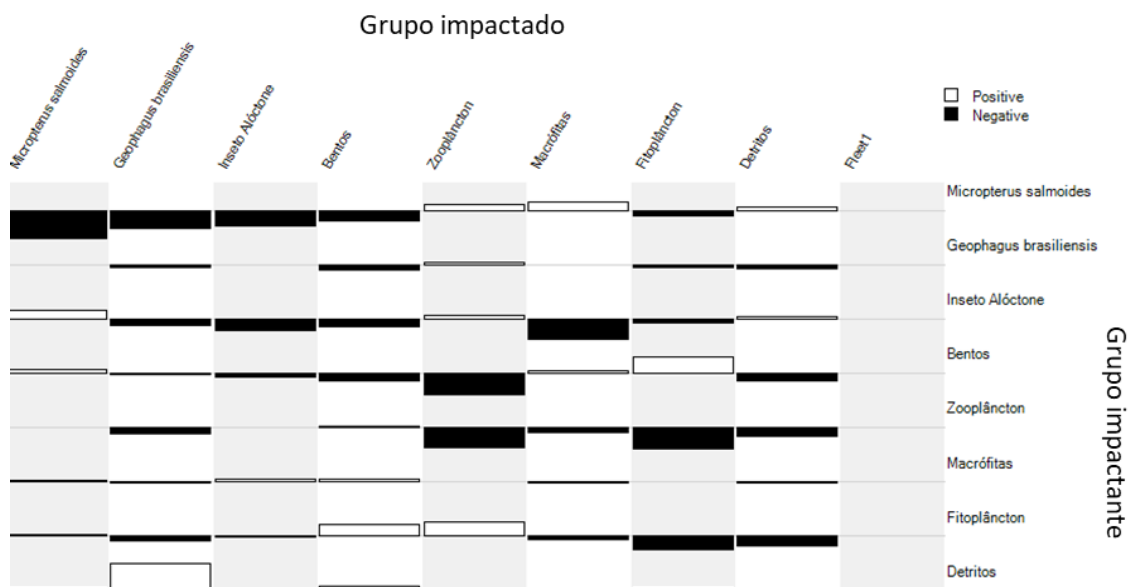 Grupo impactado
Micropterus salmoides
Geophagus brasiliensis
Inseto Alóctone
Bentos
Zooplâncton
Macrófitas
Fitoplâncton
Detritos
Fleet1
Positive
Negative
Micropterus salmoides
Geophagus brasiliensis
Inseto Alóctone
Bentos
Zooplâncton
Macrófitas
Fitoplâncton
Detritos
Grupo impactante